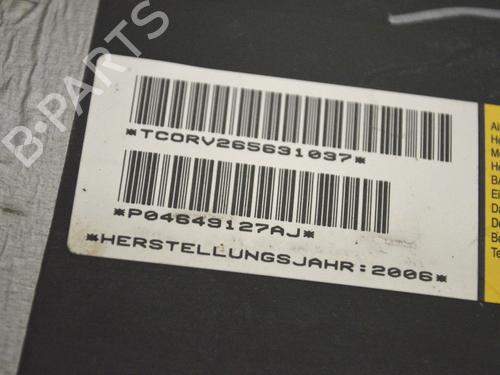 B-PARTS
*TCORV265631037*
*P04649127AJ*
*HERSTELLUNGSJAHR:2006*